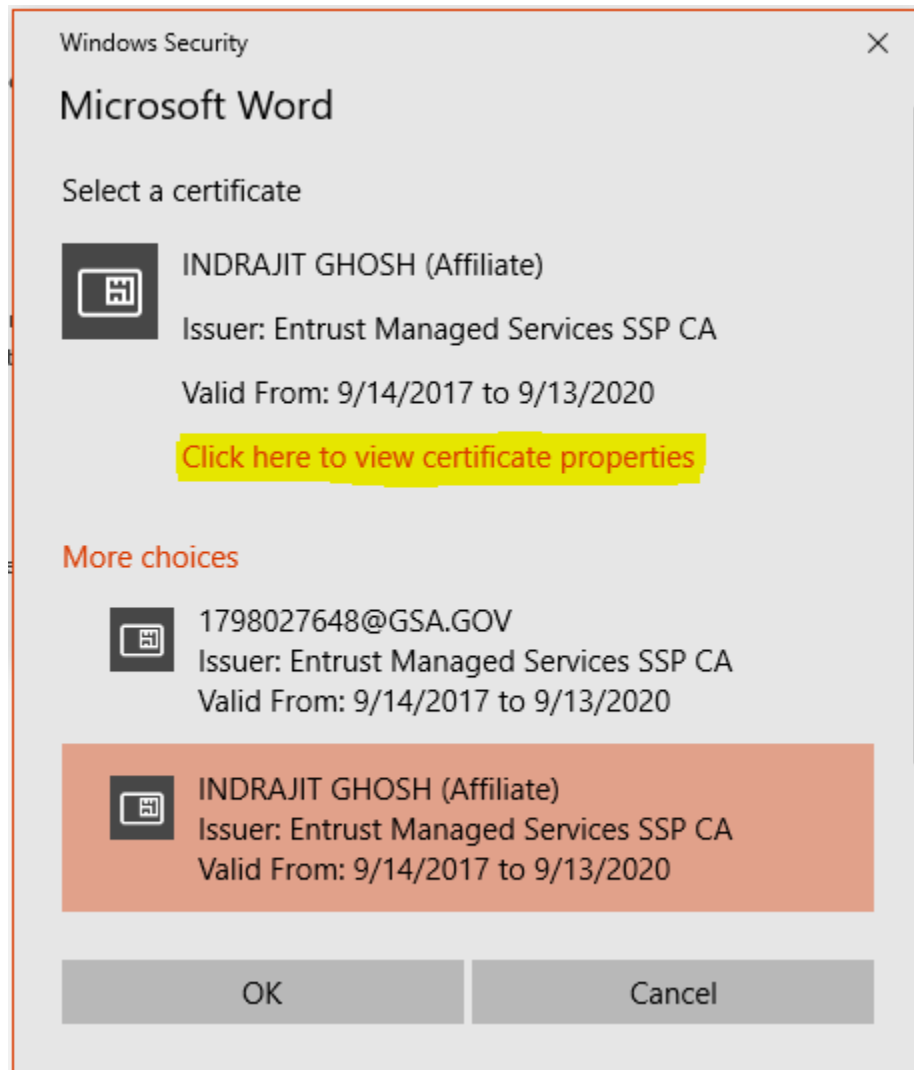 Windows Security
Microsoft Word
Select a certificate
INDRAJIT GHOSH (Affiliate)
Issuer: Entrust Managed Services SSP CA
Valid From: 9/14/2017 to 9/13/2020
Click here to view certificate properties
More choices
1798027648@GSA.GOV
Issuer: Entrust Managed Services SSP CA
Valid From: 9/14/2017 to 9/13/2020
INDRAJIT GHOSH (Affiliate)
Issuer: Entrust Managed Services SSP CA
Valid From: 9/14/2017 to 9/13/2020
OK
Cancel